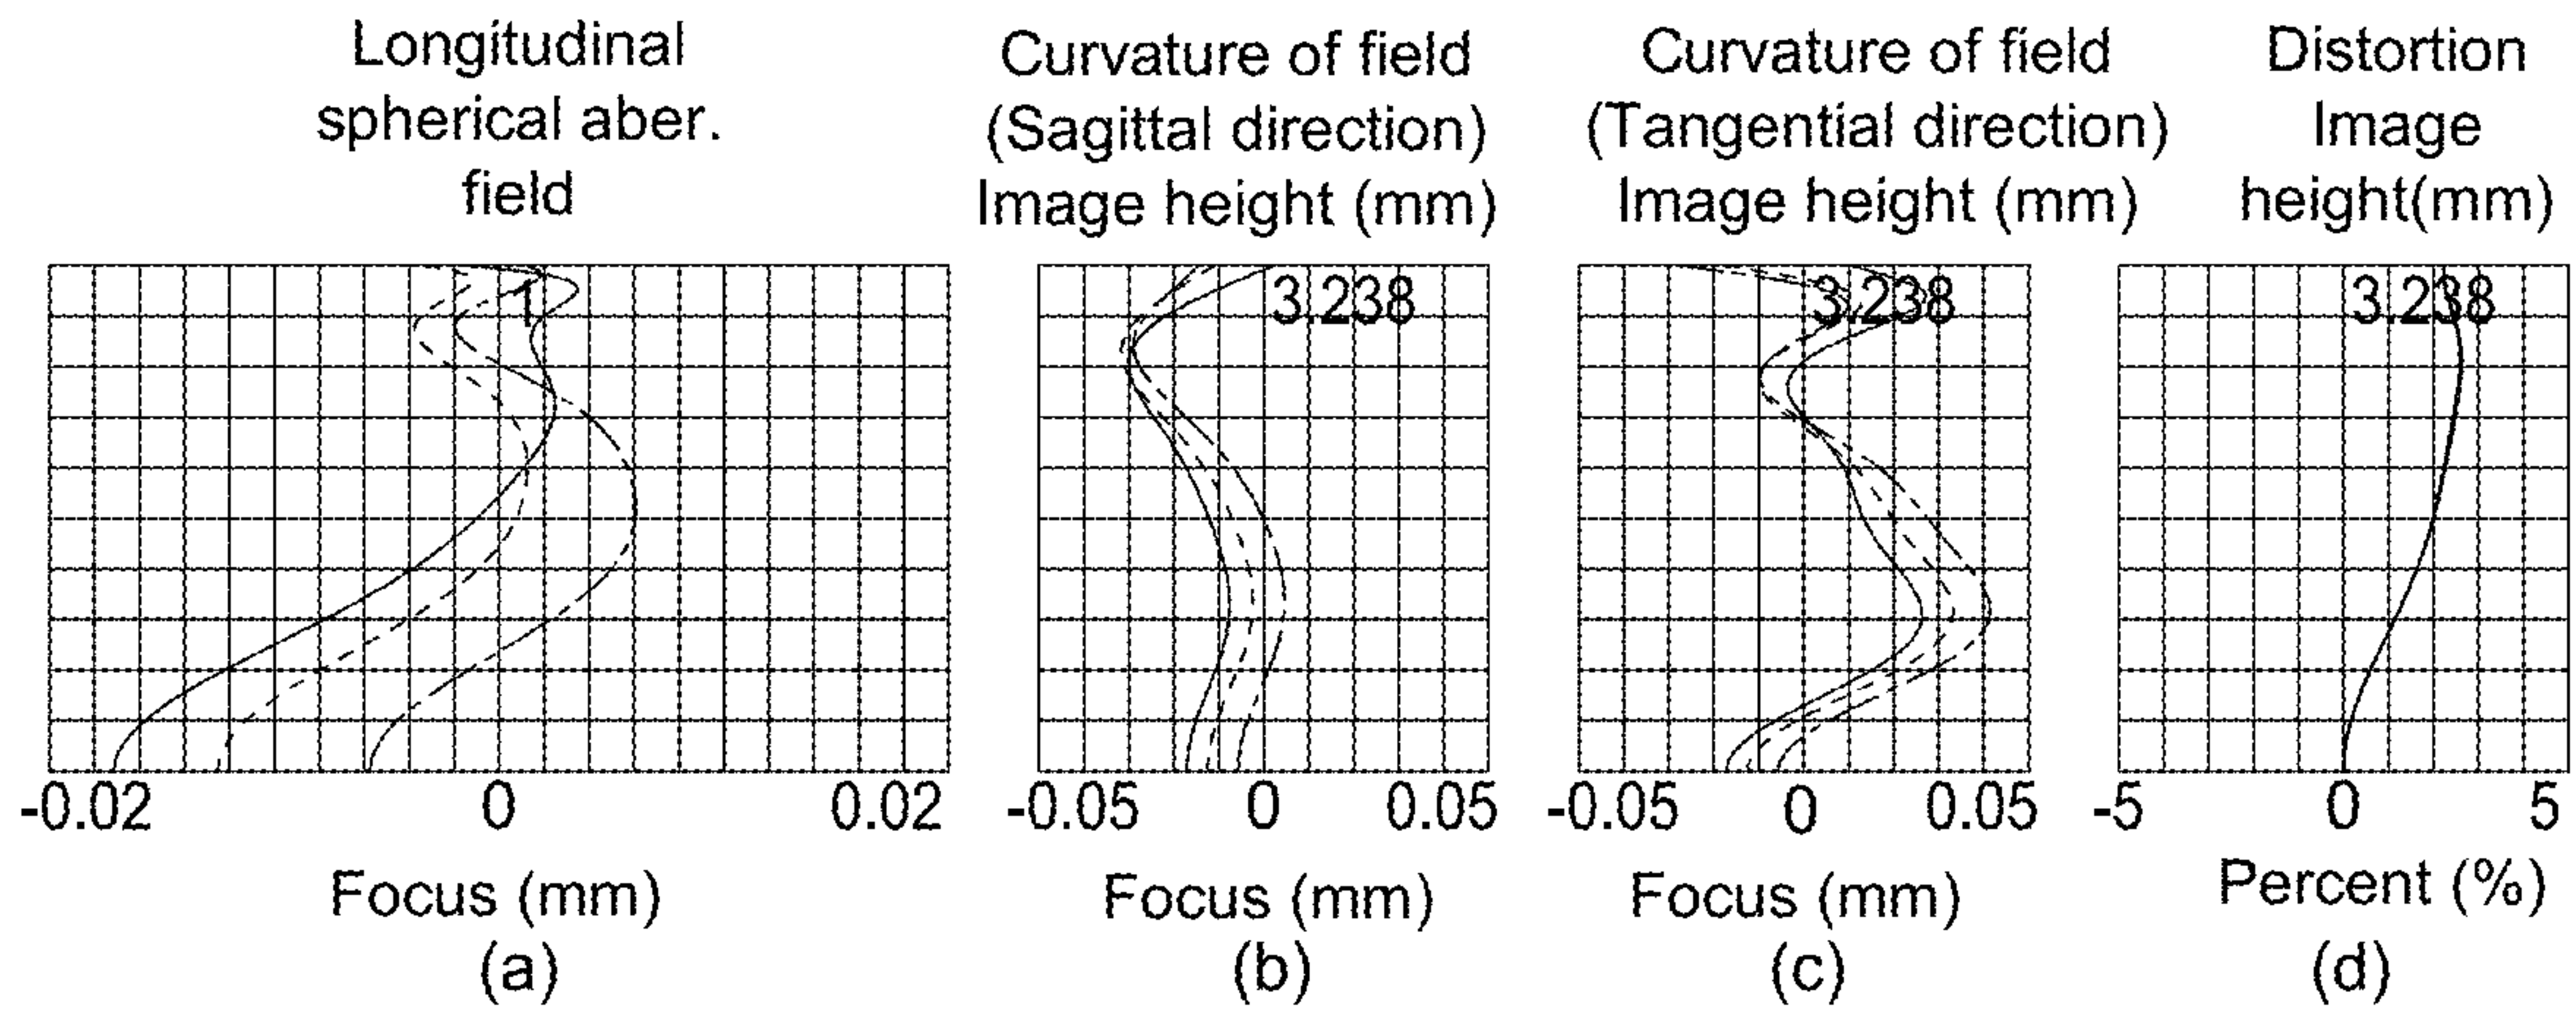 Longitudinal
spherical aber.
field
1
-0.02 0 0.02
Focus (mm)
(a)
Curvature of field
(Sagittal direction)
Image height (mm)
3.238
-0.05 0 0.05
Focus (mm)
(b)
Curvature of field
(Tangential direction)
Image height (mm)
3.238
-0.05 0 0.05
Focus (mm)
(c)
Distortion
Image
height(mm)
3.238
-5 0 5
Percent (%)
(d)